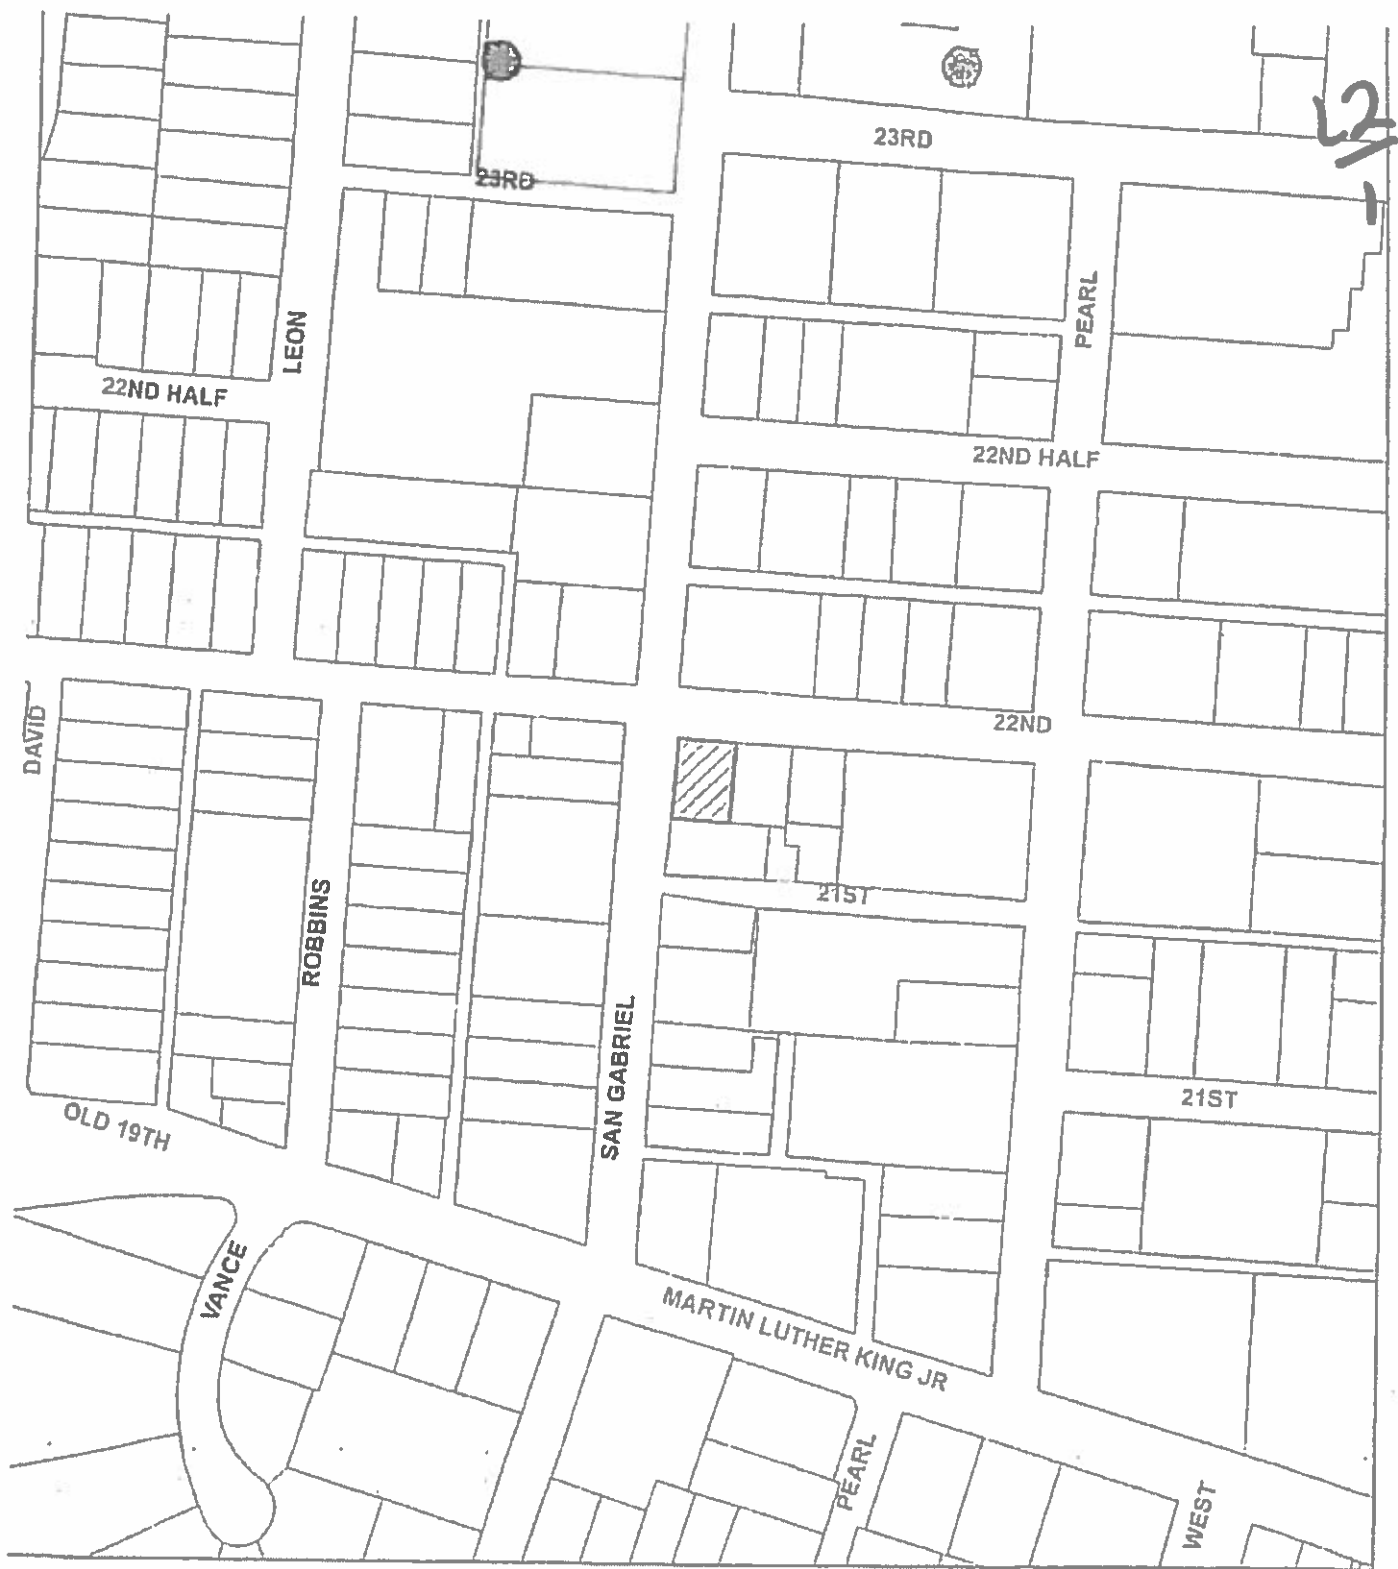 L2
1
23RD
23RD
PEARL
LEON
22ND HALF
22ND HALF
22ND
DAVID
21ST
ROBBINS
SAN GABRIEL
21ST
OLD 19TH
VANCE
MARTIN LUTHER KING JR
PEARL
WEST